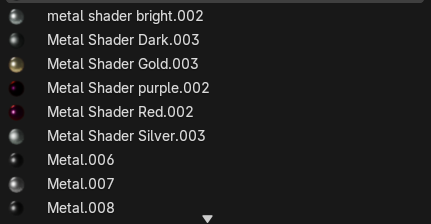 metal shader bright.002
Metal Shader Dark.003
Metal Shader Gold.003
Metal Shader purple.002
Metal Shader Red.002
Metal Shader Silver.003
Metal.006
Metal.007
Metal.008